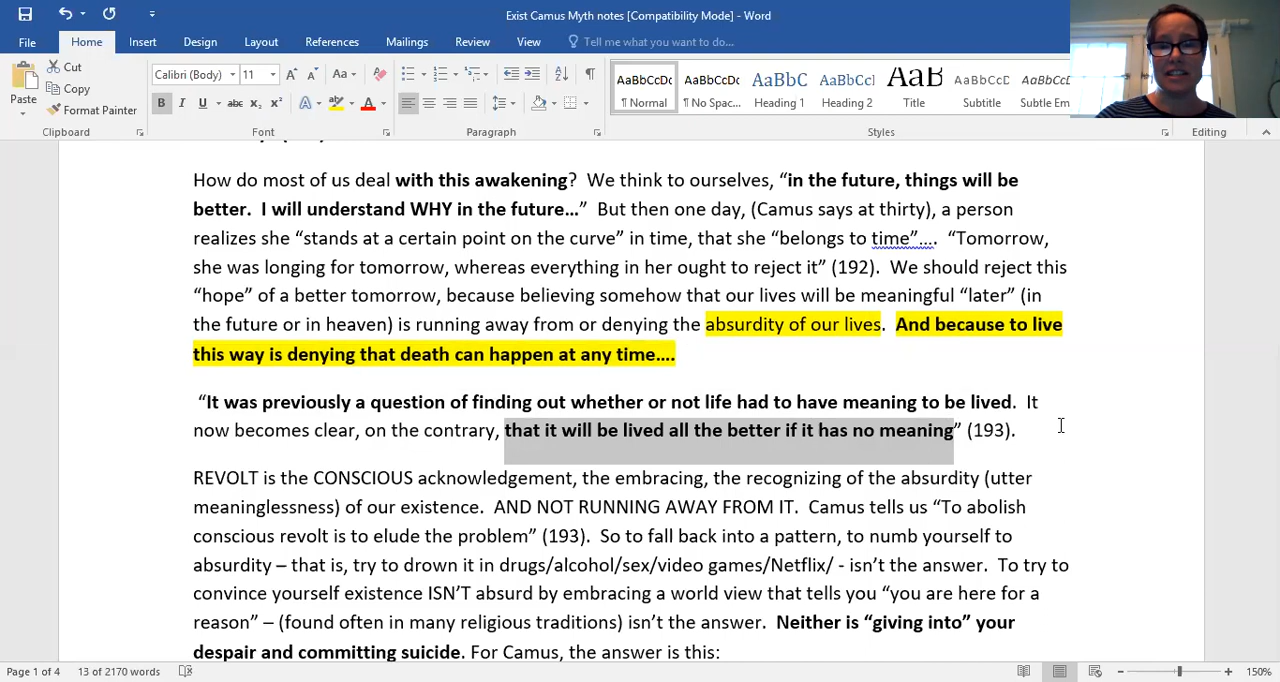 Exist Camus Myth notes [Compatibility Mode] - Word
File Home Insert Design Layout References Mailings Review View Tell me what you want to do...
Paste Cut Copy Format Painter
Calibri (Body) 11 Aa
B I U abc x₂ x² A A
AaBbCcDc AaBbCcDc AaBbC AaBbCcI AaB AaBbCcD AaBbCcD
¶ Normal ¶ No Spac... Heading Heading 2 Title Subtitle Subtle Em
Clipboard Font Paragraph Styles Editing
How do most of us deal with this awakening? We think to ourselves, “in the future, things will be
better. I will understand WHY in the future…” But then one day, (Camus says at thirty), a person
realizes she “stands at a certain point on the curve” in time, that she “belongs to time”…. “Tomorrow,
she was longing for tomorrow, whereas everything in her ought to reject it” (192). We should reject this
“hope” of a better tomorrow, because believing somehow that our lives will be meaningful “later” (in
the future or in heaven) is running away from or denying the absurdity of our lives. And because to live
this way is denying that death can happen at any time….
“It was previously a question of finding out whether or not life had to have meaning to be lived. It
now becomes clear, on the contrary, that it will be lived all the better if it has no meaning” (193).
REVOLT is the CONSCIOUS acknowledgement, the embracing, the recognizing of the absurdity (utter
meaninglessness) of our existence. AND NOT RUNNING AWAY FROM IT. Camus tells us “To abolish
conscious revolt is to elude the problem” (193). So to fall back into a pattern, to numb yourself to
absurdity – that is, try to drown it in drugs/alcohol/sex/video games/Netflix/ - isn’t the answer. To try to
convince yourself existence ISN’T absurd by embracing a world view that tells you “you are here for a
reason” – (found often in many religious traditions) isn’t the answer. Neither is “giving into” your
despair and committing suicide. For Camus, the answer is this:
Page 1 of 4 13 of 2170 words 150%